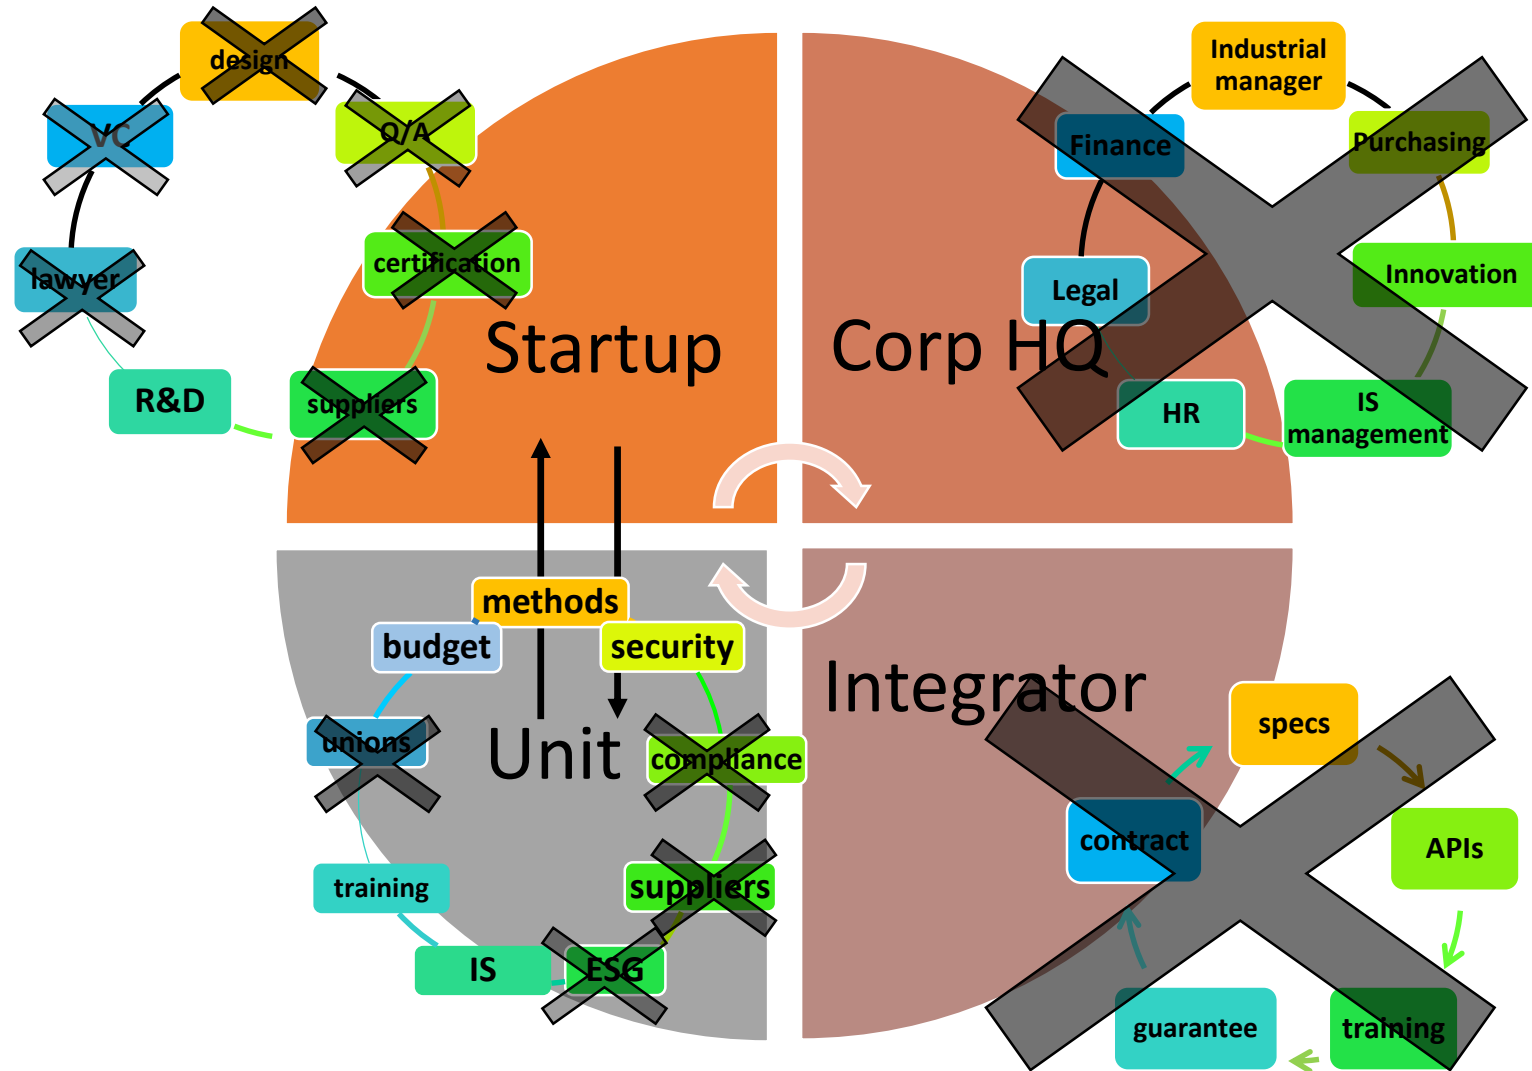 design
VC
Q/A
lawyer
certification
R&D
suppliers
Startup
Industrial
manager
Finance
Purchasing
Legal
Innovation
HR
IS
management
Corp HQ
methods
budget
security
unions
compliance
training
suppliers
IS
ESG
Unit
Integrator
specs
contract
APIs
guarantee
training